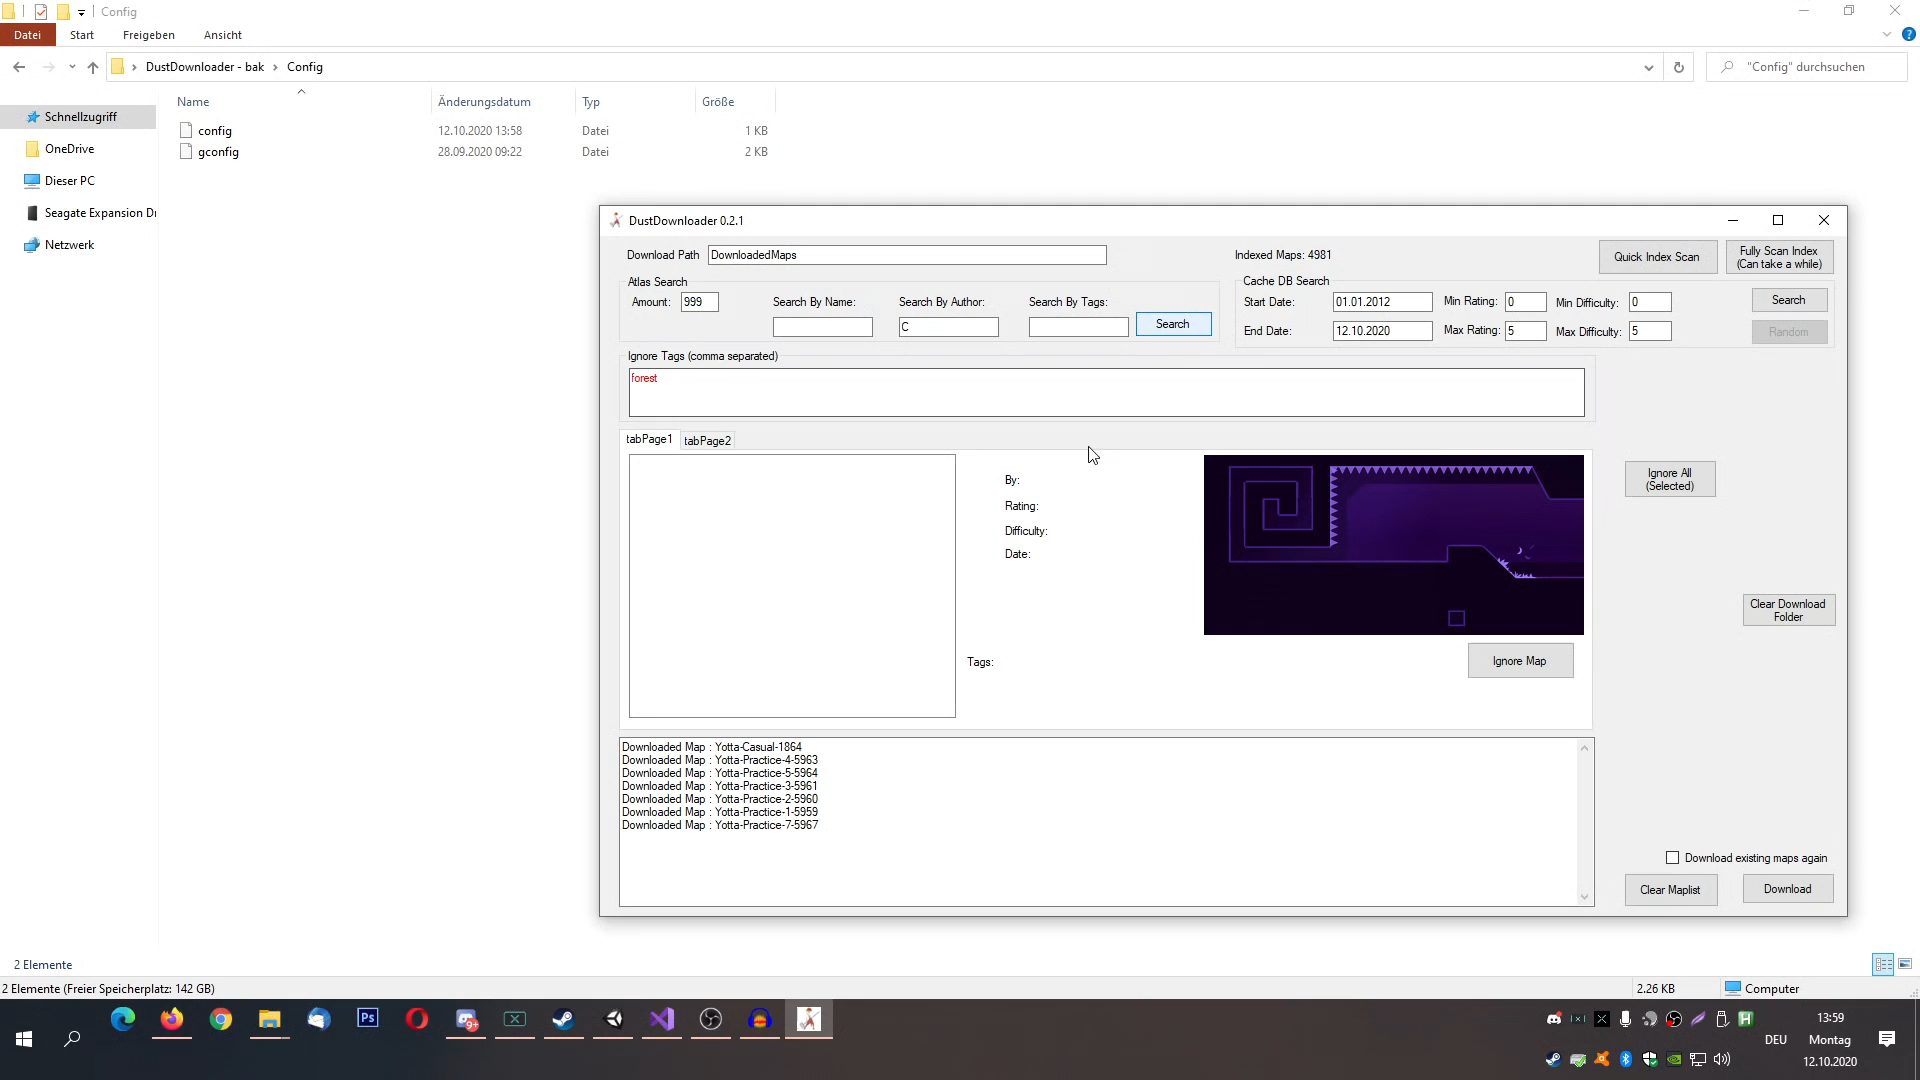 Config
Datei
Start
Freigeben
Ansicht
DustDownloader - bak
Config
"Config" durchsuchen
Name
Änderungsdatum
Typ
Größe
Schnellzugriff
OneDrive
Dieser PC
Seagate Expansion Dr
Netzwerk
config
12.10.2020 13:58
Datei
1 KB
gconfig
28.09.2020 09:22
Datei
2 KB
DustDownloader 0.2.1
Download Path
DownloadedMaps
Indexed Maps: 4981
Quick Index Scan
Fully Scan Index
(Can take a while)
Atlas Search
Amount:
999
Search By Name:
Search By Author:
C
Search By Tags:
Search
Cache DB Search
Start Date:
01.01.2012
Min Rating:
0
Min Difficulty:
0
Search
End Date:
12.10.2020
Max Rating:
5
Max Difficulty:
5
Random
Ignore Tags (comma separated)
forest
tabPage1
tabPage2
By:
Rating:
Difficulty:
Date:
Tags:
Ignore Map
Ignore All
(Selected)
Clear Download
Folder
Downloaded Map : Yotta-Casual-1864
Downloaded Map : Yotta-Practice-4-5963
Downloaded Map : Yotta-Practice-5-5964
Downloaded Map : Yotta-Practice-3-5961
Downloaded Map : Yotta-Practice-2-5960
Downloaded Map : Yotta-Practice-1-5959
Downloaded Map : Yotta-Practice-7-5967
Download existing maps again
Clear Maplist
Download
2 Elemente
2 Elemente (Freier Speicherplatz: 142 GB)
2.26 KB
Computer
Ps
9+
DEU
13:59
Montag
12.10.2020